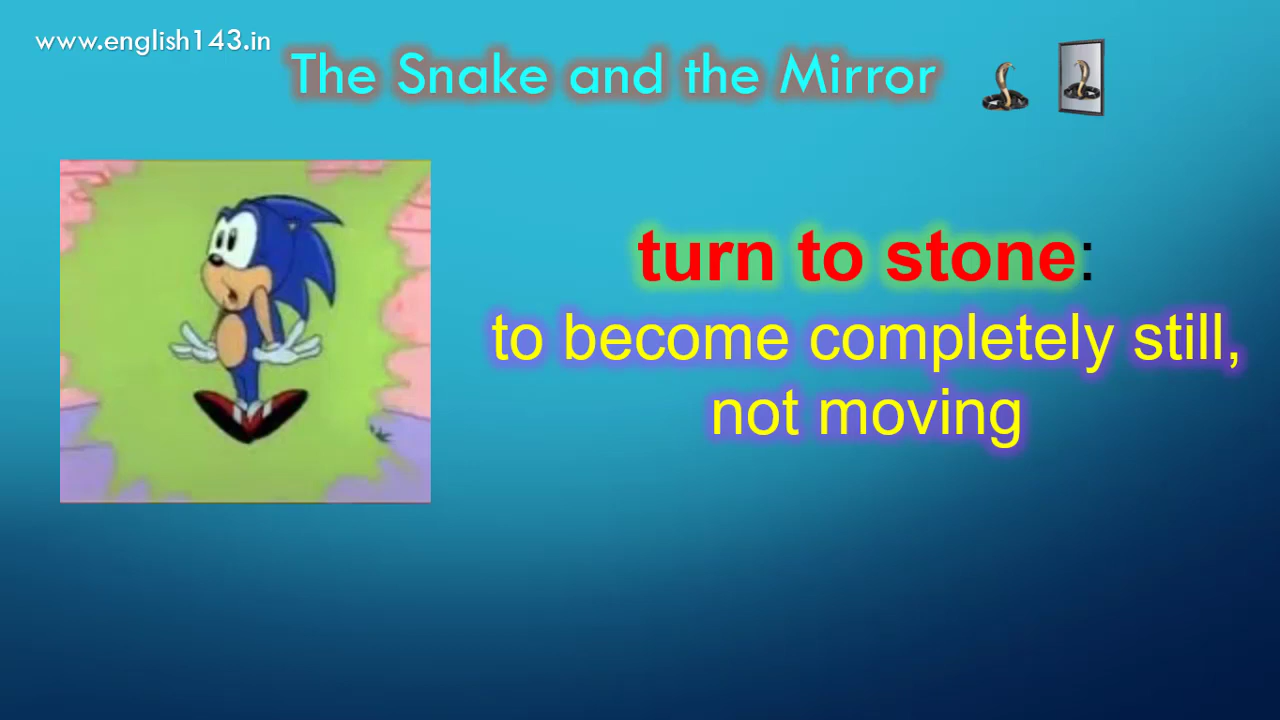 www.english143.in
The Snake and the Mirror
turn to stone:
to become completely still,
not moving